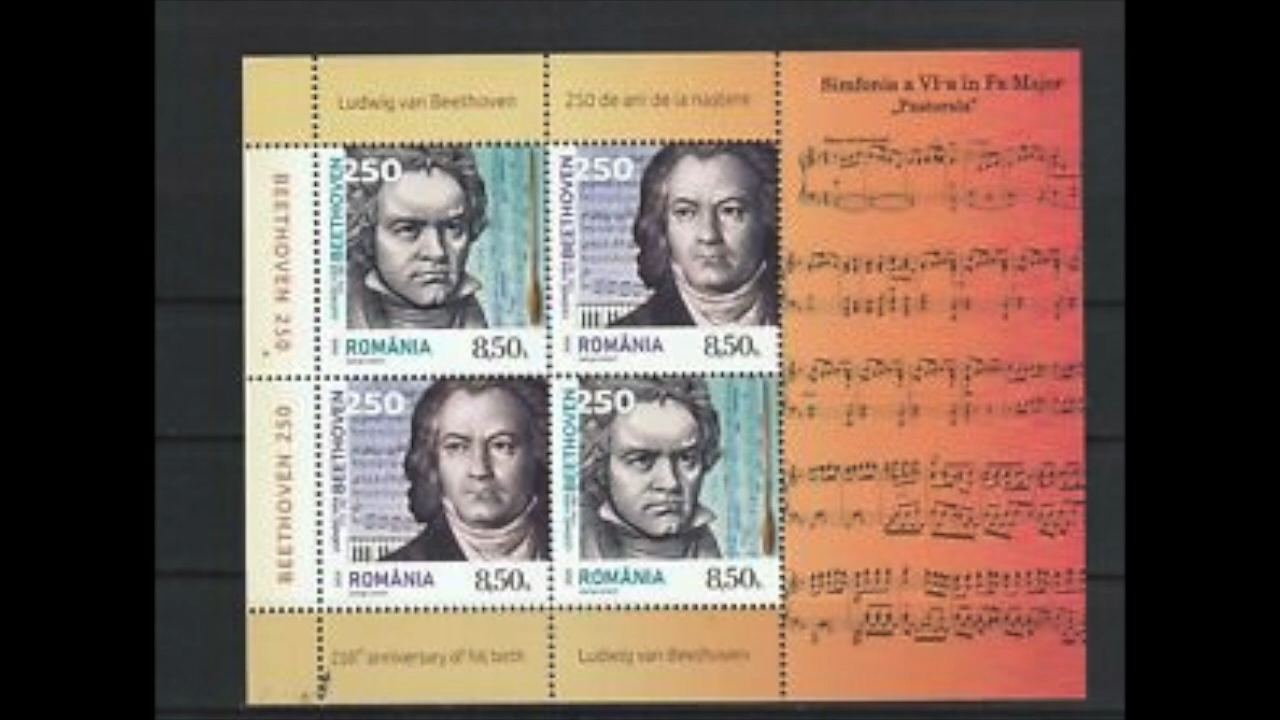 Ludwig van Beethoven
250 de ani de la naștere
Simfonia a VI-a în Fa Major
„Pastorala”
BEETHOVEN 250
250
BEETHOVEN
ROMÂNIA 8,50L
250
BEETHOVEN
ROMÂNIA 8,50L
BEETHOVEN 250
250
BEETHOVEN
ROMÂNIA 8,50L
250
BEETHOVEN
ROMÂNIA 8,50L
250th anniversary of his birth
Ludwig van Beethoven